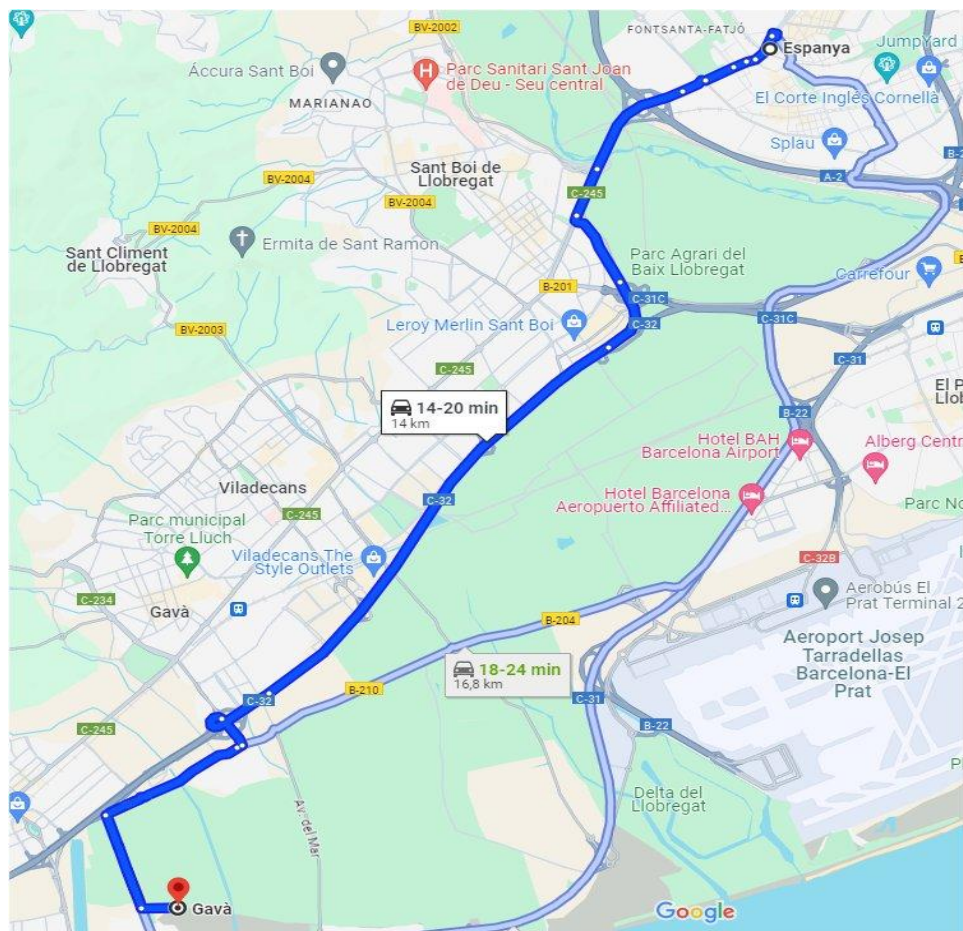 BV-2002
FONTSANTA-FATJÓ
Espanya
JumpYard
Áccura Sant Boi
Parc Sanitari Sant Joan
de Deu - Seu central
MARIANAO
El Corte Inglés Cornellà
Splau
B-2
BV-2004
Sant Boi de
Llobregat
A-2
C-245
BV-2004
BV-2004
Ermita de Sant Ramon
Sant Climent
de Llobregat
Parc Agrari del
Baix Llobregat
Carrefour
B-201
C-31C
C-31C
Leroy Merlin Sant Boi
C-32
BV-2003
C-31
C-245
El P
Llob
14-20 min
14 km
B-22
Hotel BAH
Barcelona Airport
Alberg Centr
Viladecans
Hotel Barcelona
Aeropuerto Affiliated...
C-32
C-245
Parc No
Parc municipal
Torre Lluch
Viladecans The
Style Outlets
C-32B
C-234
Gavà
Aerobús El
Prat Terminal 2
B-204
Aeroport Josep
Tarradellas
Barcelona-El
Prat
18-24 min
16,8 km
B-210
C-32
C-31
C-245
B-22
Av. del Mar
Delta del
Llobregat
Gavà
Google